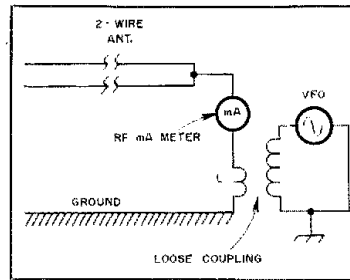 2 - WIRE
ANT.
VFO
mA
RF mA METER
L
GROUND
LOOSE COUPLING